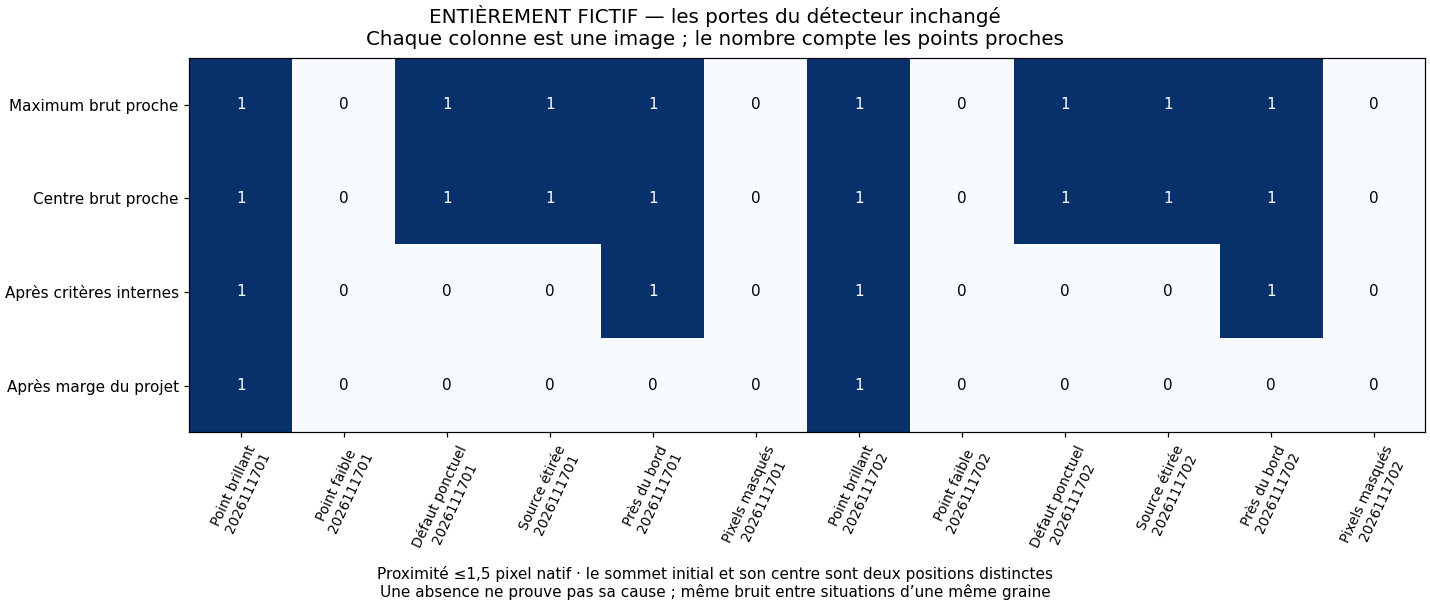 ENTIÈREMENT FICTIF — les portes du détecteur inchangé
Chaque colonne est une image ; le nombre compte les points proches
Maximum brut proche 1 0 1 1 1 0 1 0 1 1 1 0
Centre brut proche 1 0 1 1 1 0 1 0 1 1 1 0
Après critères internes 1 0 0 0 1 0 1 0 0 0 1 0
Après marge du projet 1 0 0 0 0 0 1 0 0 0 0 0
Point brillant
2026111701
Point faible
2026111701
Défaut ponctuel
2026111701
Source étirée
2026111701
Près du bord
2026111701
Pixels masqués
2026111701
Point brillant
2026111702
Point faible
2026111702
Défaut ponctuel
2026111702
Source étirée
2026111702
Près du bord
2026111702
Pixels masqués
2026111702
Proximité ≤1,5 pixel natif · le sommet initial et son centre sont deux positions distinctes
Une absence ne prouve pas sa cause ; même bruit entre situations d’une même graine